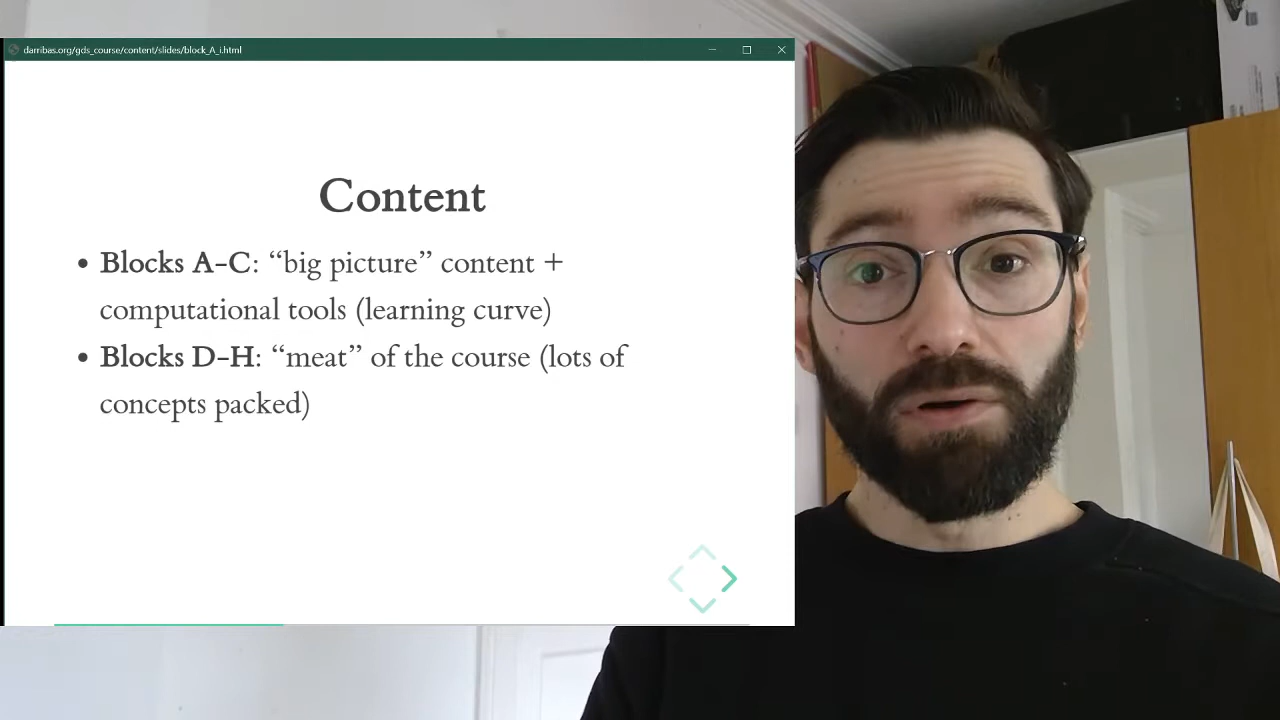 darribas.org/gds_course/content/slides/block_A_i.html
Content
• Blocks A-C: “big picture” content +
computational tools (learning curve)
• Blocks D-H: “meat” of the course (lots of
concepts packed)